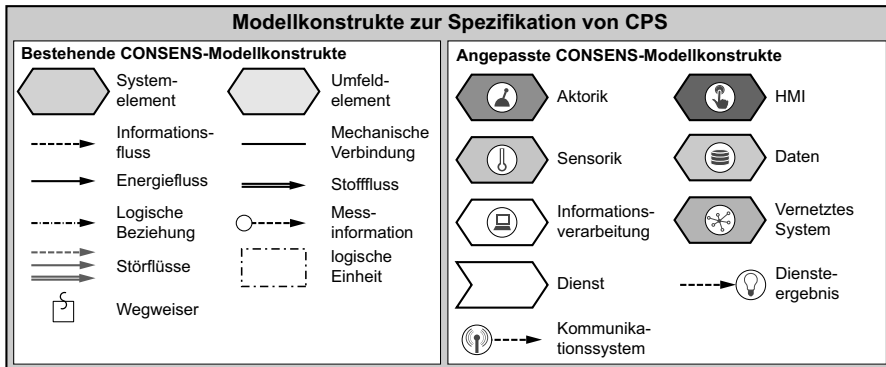 Modellkonstrukte zur Spezifikation von CPS
Bestehende CONSENS-Modellkonstrukte
System-
element
Umfeld-
element
Informations-
fluss
Mechanische
Verbindung
Energiefluss
Stofffluss
Logische
Beziehung
Mess-
information
Störflüsse
logische
Einheit
Wegweiser
Angepasste CONSENS-Modellkonstrukte
Aktorik
HMI
Sensorik
Daten
Informations-
verarbeitung
Vernetztes
System
Dienst
Dienste-
ergebnis
Kommunika-
tionssystem